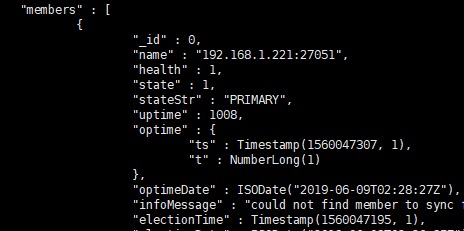 "members" : [
{
"_id" : 0,
"name" : "192.168.1.221:27051",
"health" : 1,
"state" : 1,
"stateStr" : "PRIMARY",
"uptime" : 1008,
"optime" : {
"ts" : Timestamp(1560047307, 1),
"t" : NumberLong(1)
},
"optimeDate" : ISODate("2019-06-09T02:28:27Z"),
"infoMessage" : "could not find member to sync
"electionTime" : Timestamp(1560047195, 1),